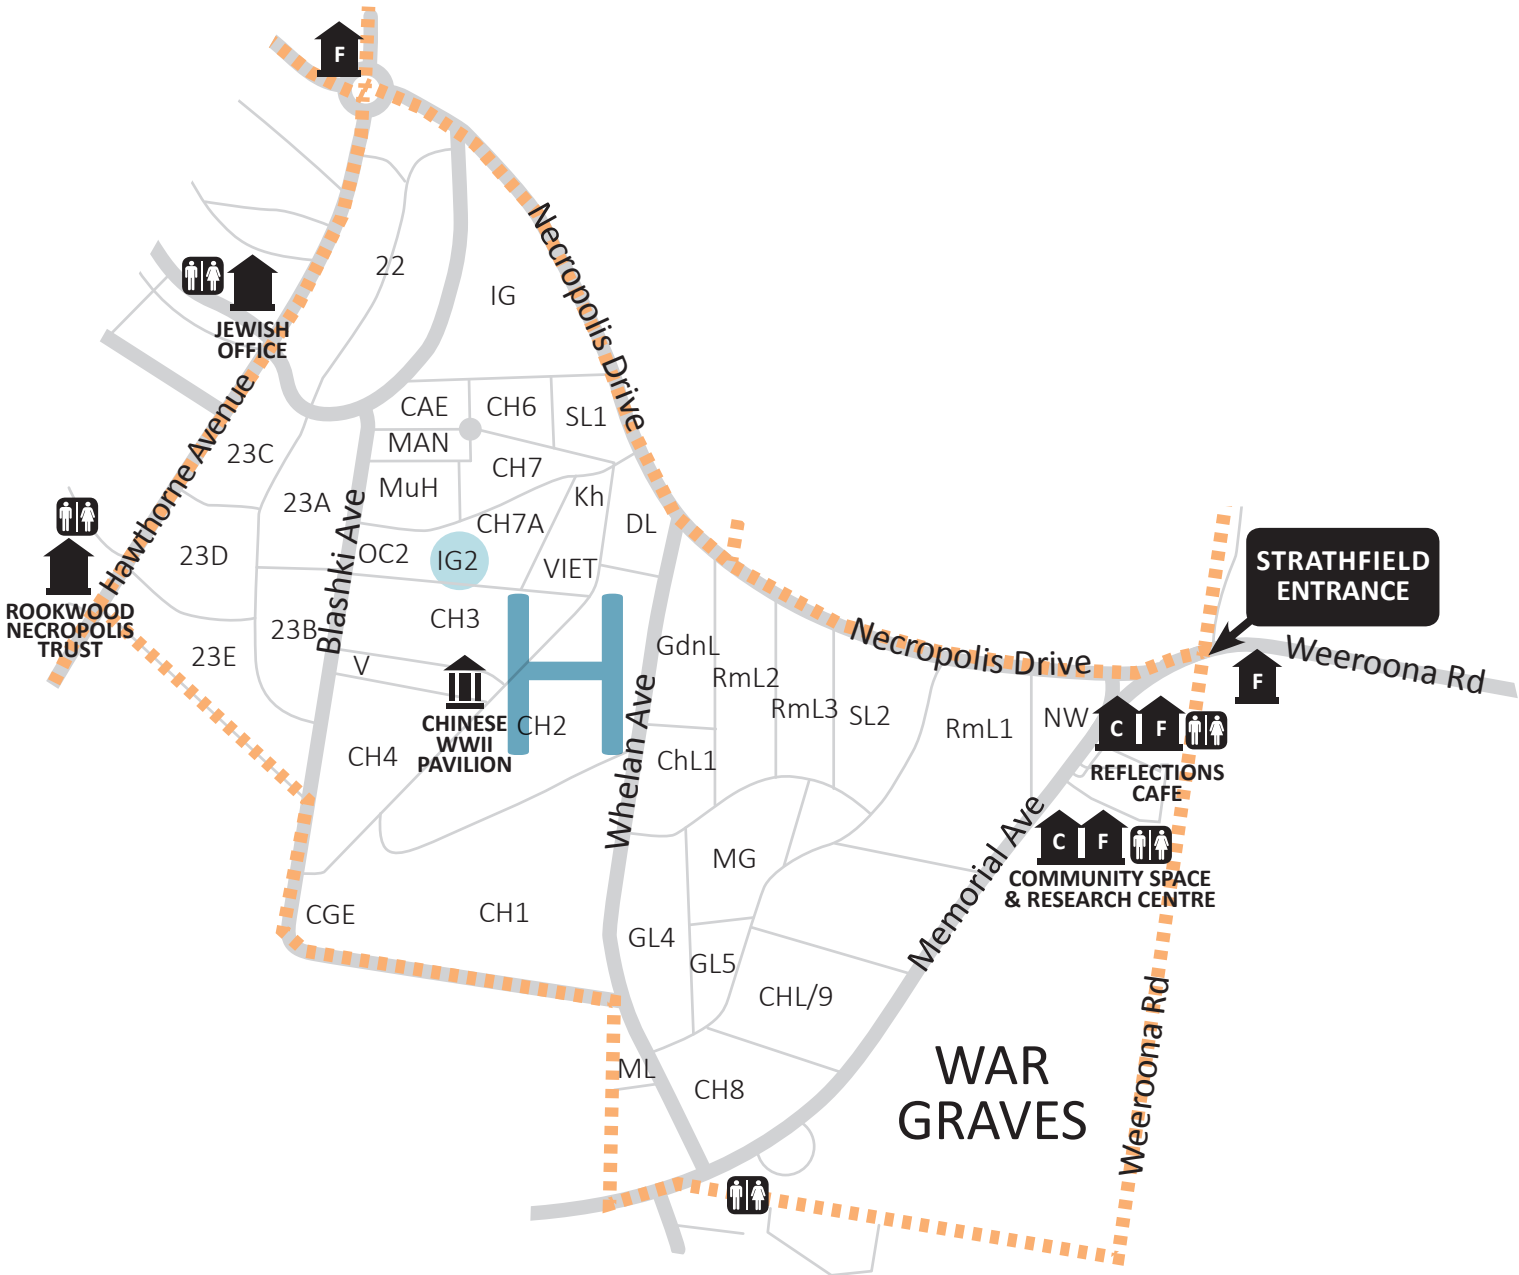 F
Necropolis Drive
22
IG
JEWISH
OFFICE
Hawthorne Avenue
CAE
CH6
SL1
MAN
23C
CH7
MuH
Kh
23A
Blashki Ave
CH7A
DL
OC2
IG2
VIET
23D
STRATHFIELD
ENTRANCE
ROOKWOOD
NECROPOLIS
TRUST
CH3
23B
23E
V
H
GdnL
RmL2
RmL3
SL2
RmL1
NW
Necropolis Drive
Weeroona Rd
F
C
F
REFLECTIONS
CAFE
CHINESE
WWII
PAVILION
CH2
CH4
Whelan Ave
ChL1
Memorial Ave
C
F
COMMUNITY SPACE
& RESEARCH CENTRE
MG
CGE
CH1
GL4
GL5
CHL/9
Weeroona Rd
WAR
GRAVES
ML
CH8